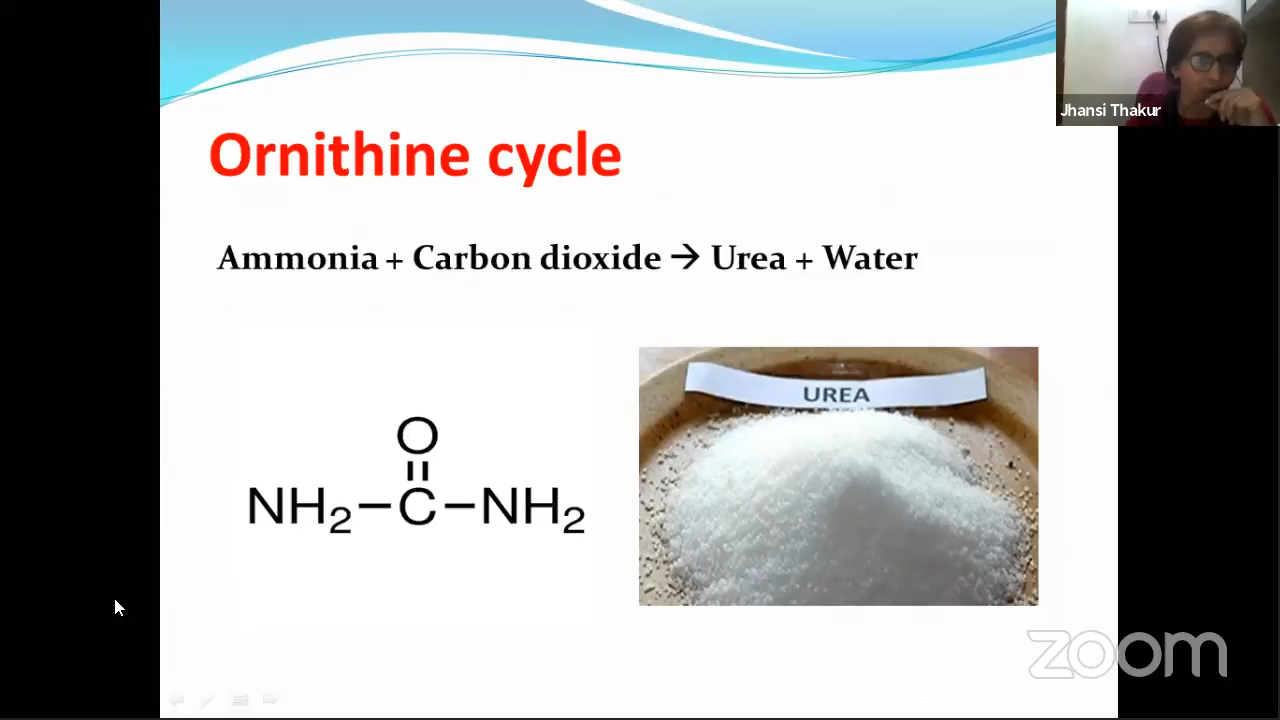 Jhansi Thakur
Ornithine cycle
Ammonia + Carbon dioxide → Urea + Water
UREA
O
NH₂–C–NH₂
zoom